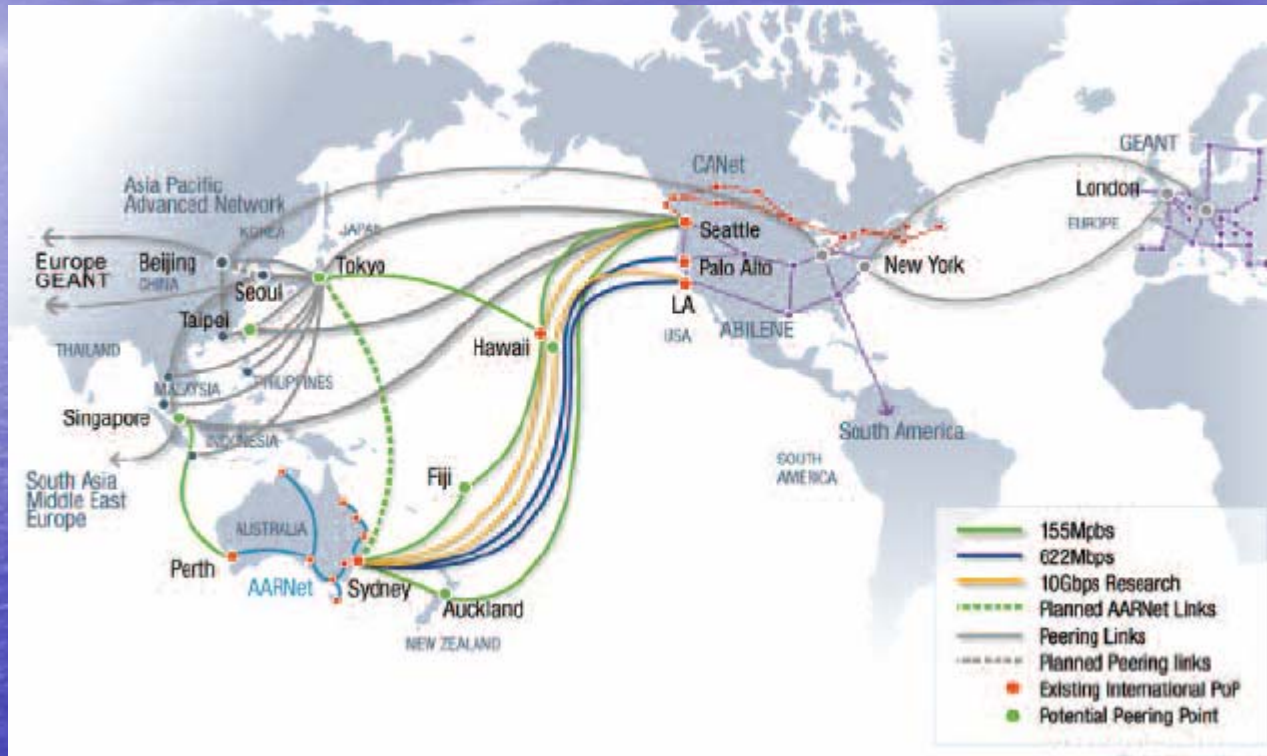 Asia Pacific
Advanced Network
KOREA
JAPAN
Europe
GEANT
Beijing
CHINA
Seoul
Tokyo
Taipei
THAILAND
MALAYSIA
PHILIPPINES
Singapore
INDONESIA
South Asia
Middle East
Europe
AUSTRALIA
Perth
AARNet
Sydney
Auckland
NEW ZEALAND
Fiji
Hawaii
CANet
Seattle
Palo Alto
LA
USA
ABILENE
New York
GEANT
London
EUROPE
South America
SOUTH
AMERICA
155Mpbs
622Mbps
10Gbps Research
Planned AARNet Links
Peering Links
Planned Peering links
Existing International PoP
Potential Peering Point